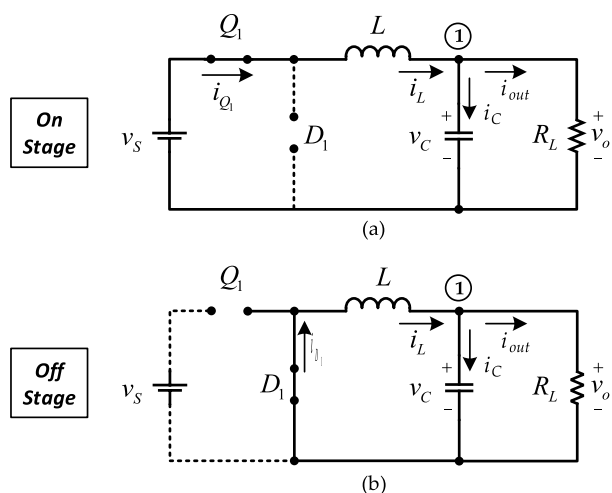 Q1
L
1
iQ1
iL
iout
On
Stage
vS
D1
+
vC
−
iC
RL
+
vo
−
(a)
Q1
L
1
iD1
iL
iout
Off
Stage
vS
D1
+
vC
−
iC
RL
+
vo
−
(b)